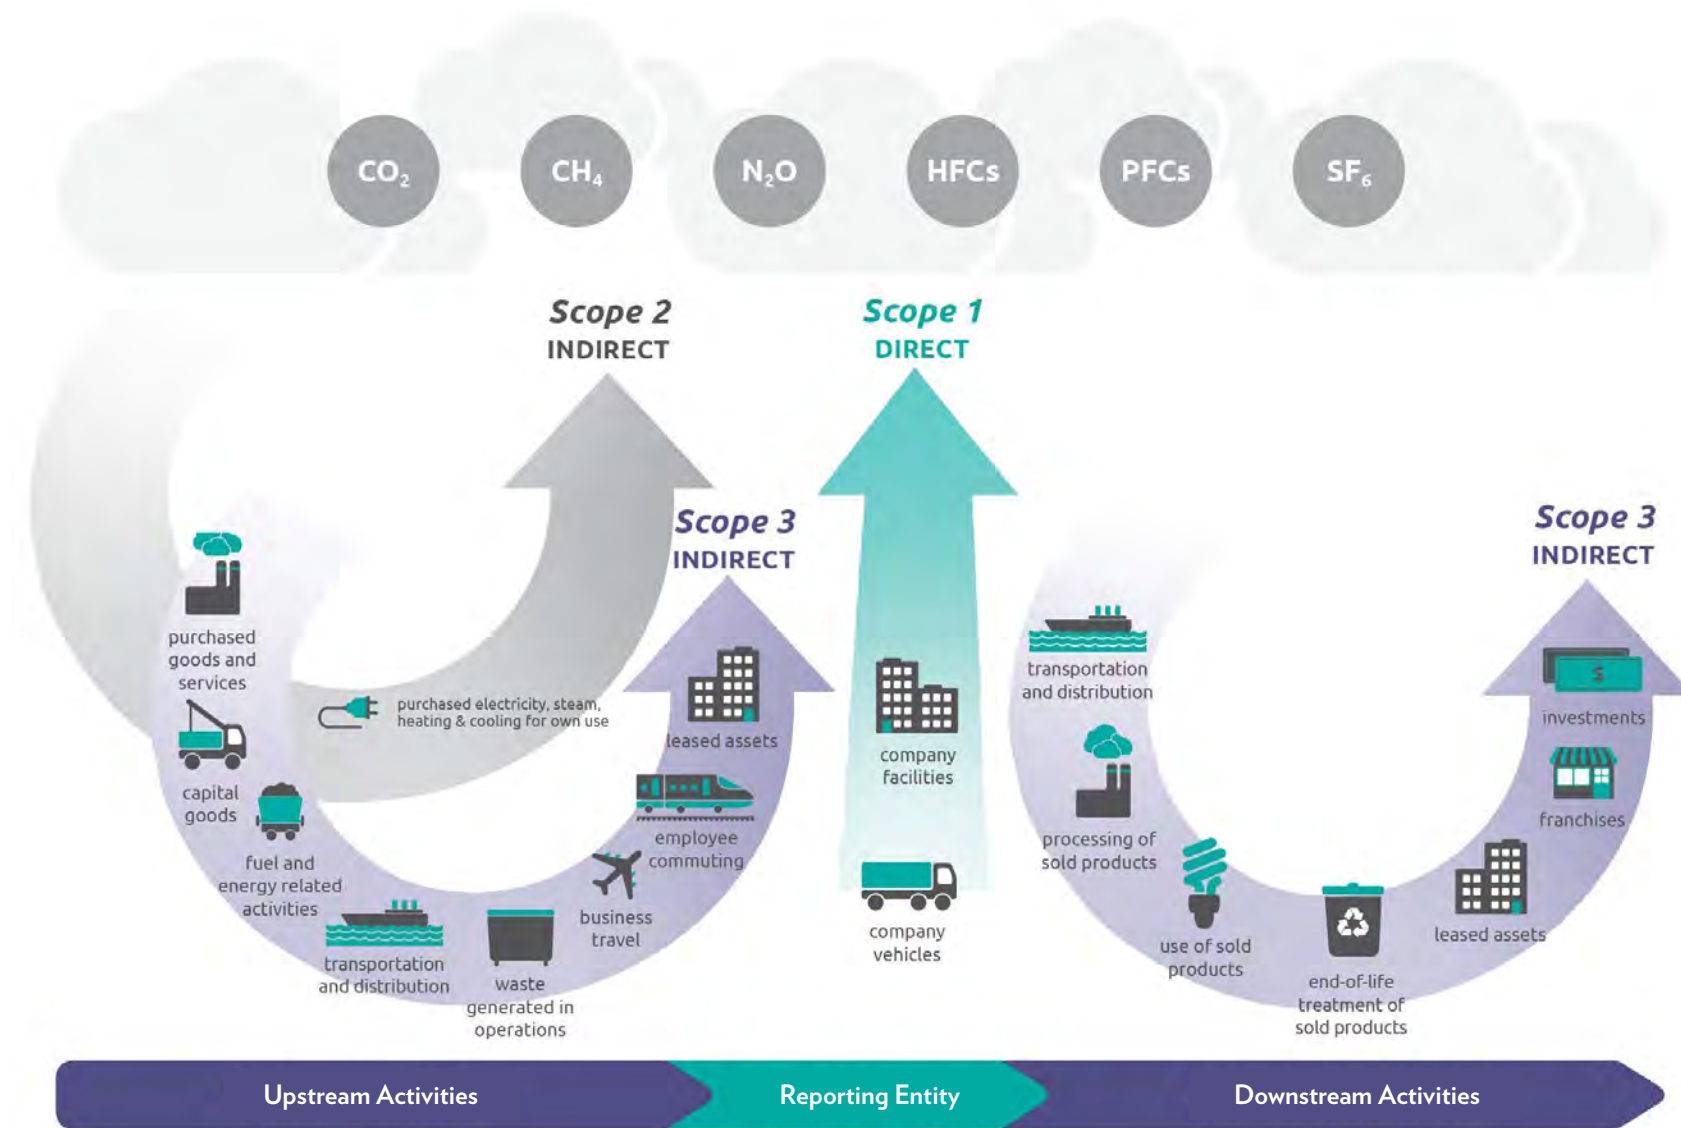 CO₂
CH₄
N₂O
HFCs
PFCs
SF₆
Scope 2
INDIRECT
Scope 1
DIRECT
Scope 3
INDIRECT
Scope 3
INDIRECT
purchased
goods and
services
capital
goods
fuel and
energy related
activities
transportation
and distribution
waste
generated in
operations
business
travel
employee
commuting
leased assets
purchased electricity, steam,
heating & cooling for own use
company
facilities
company
vehicles
transportation
and distribution
processing of
sold products
use of sold
products
end-of-life
treatment of
sold products
leased assets
franchises
investments
$
Upstream Activities
Reporting Entity
Downstream Activities